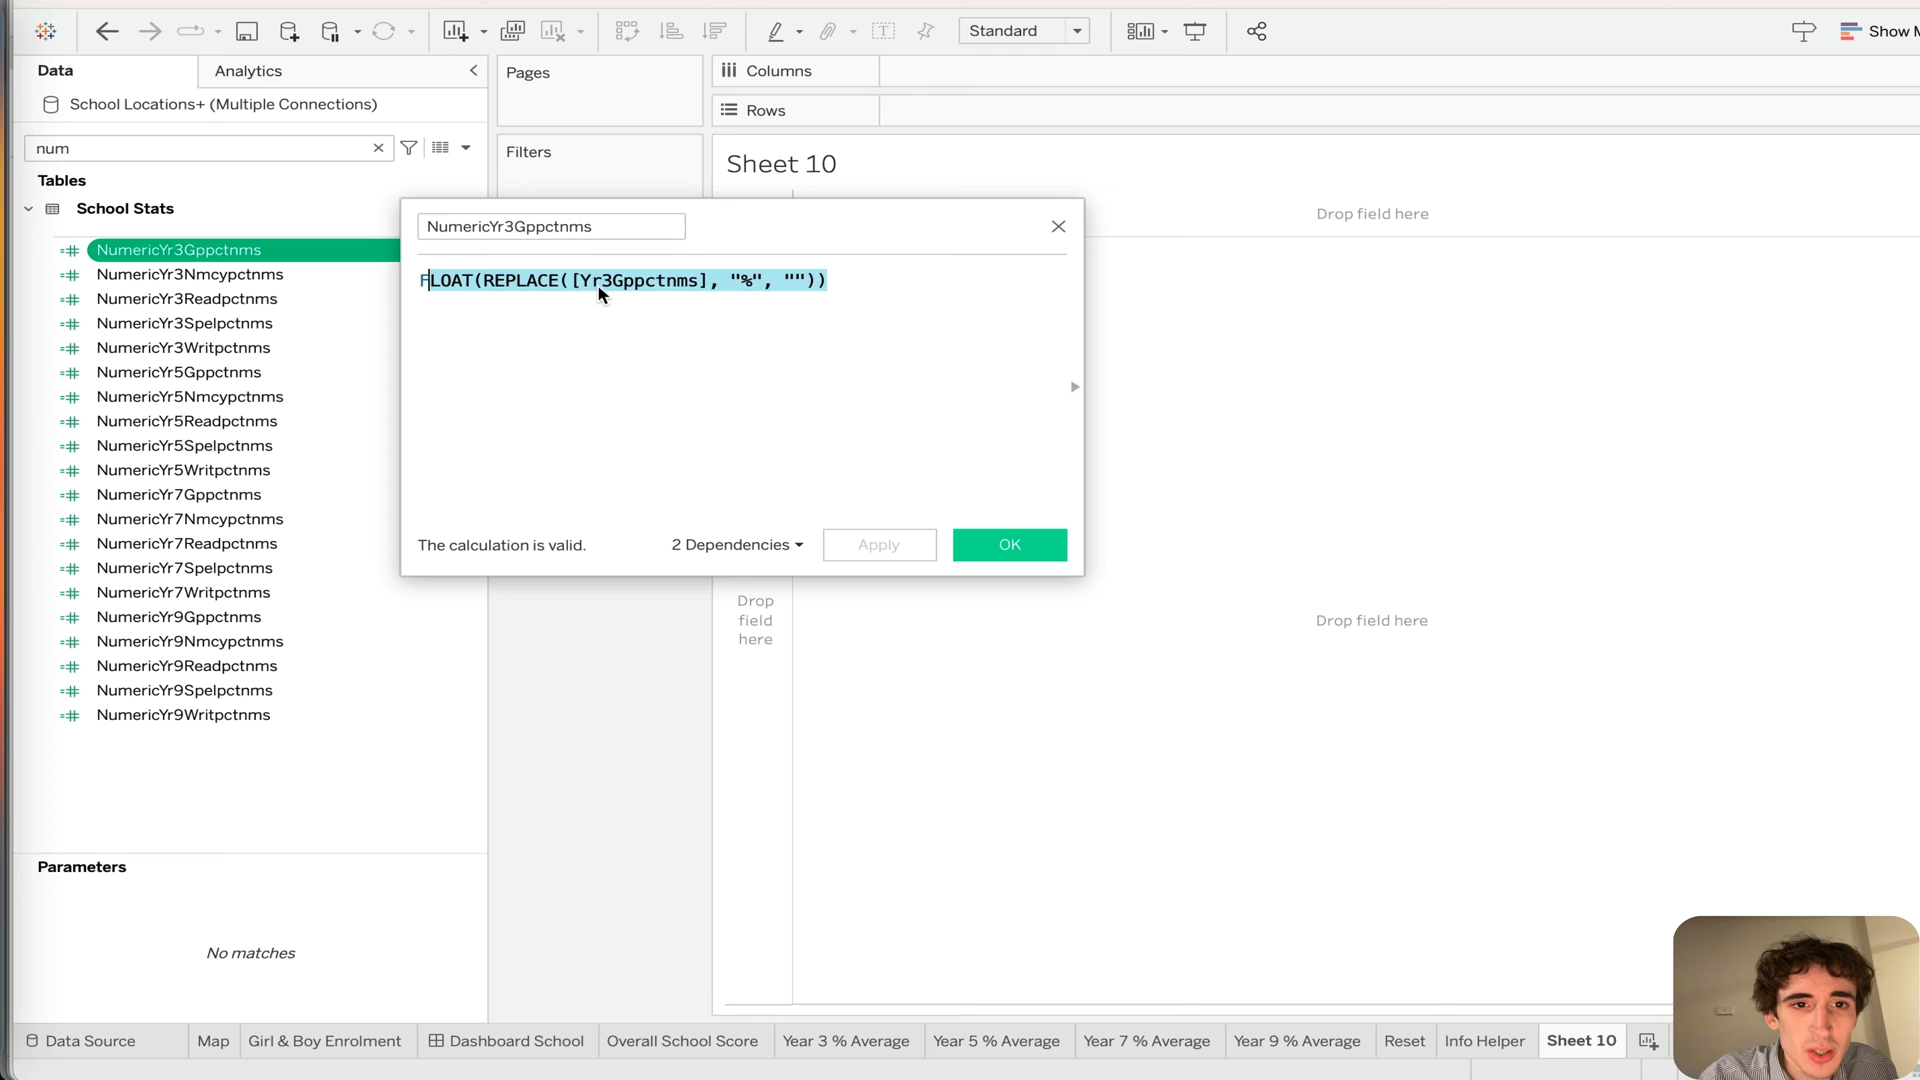 Standard
Show M
Data
Analytics
Pages
Columns
School Locations+ (Multiple Connections)
Rows
num
Filters
Sheet 10
Tables
School Stats
Drop field here
NumericYr3Gppctnms
NumericYr3Nmcypctnms
NumericYr3Readpctnms
NumericYr3Spelpctnms
NumericYr3Writpctnms
NumericYr5Gppctnms
NumericYr5Nmcypctnms
NumericYr5Readpctnms
NumericYr5Spelpctnms
NumericYr5Writpctnms
NumericYr7Gppctnms
NumericYr7Nmcypctnms
NumericYr7Readpctnms
NumericYr7Spelpctnms
NumericYr7Writpctnms
NumericYr9Gppctnms
NumericYr9Nmcypctnms
NumericYr9Readpctnms
NumericYr9Spelpctnms
NumericYr9Writpctnms
NumericYr3Gppctnms
FLOAT(REPLACE([Yr3Gppctnms], "%", ""))
The calculation is valid.
2 Dependencies
Apply
OK
Drop
field
here
Drop field here
Parameters
No matches
Data Source
Map
Girl & Boy Enrolment
Dashboard School
Overall School Score
Year 3 % Average
Year 5 % Average
Year 7 % Average
Year 9 % Average
Reset
Info Helper
Sheet 10